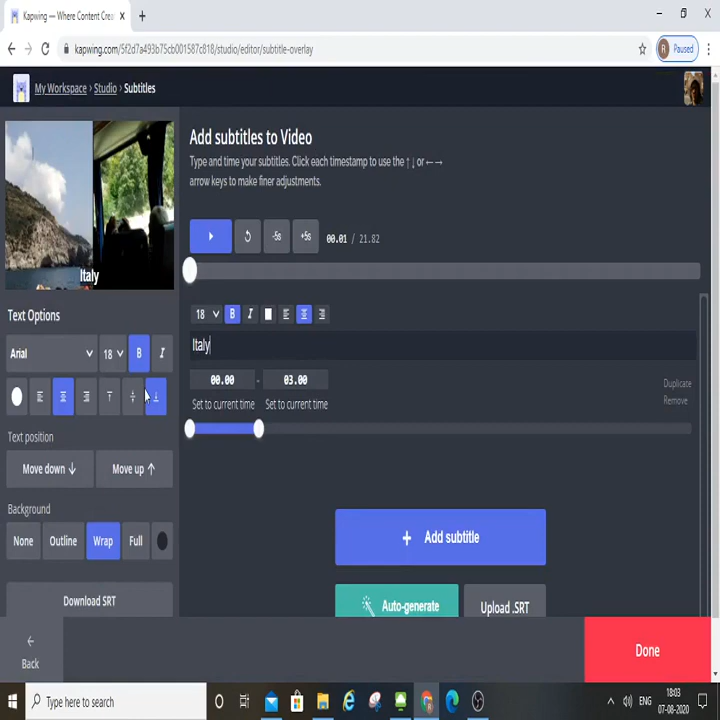 Kapwing — Where Content Crea
kapwing.com/5f2d7a493b75cb001587c818/studio/editor/subtitle-overlay
R Paused
My Workspace > Studio > Subtitles
Add subtitles to Video
Type and time your subtitles. Click each timestamp to use the ↑↓ or ←→
arrow keys to make finer adjustments.
-5s +5s 00.01 / 21.82
Italy
Text Options
18 B I
Italy
Arial 18 B I
00.00 - 03.00
Duplicate
Set to current time Set to current time
Remove
Text position
Move down ↓ Move up ↑
Background
None Outline Wrap Full
+ Add subtitle
Download SRT
Auto-generate Upload .SRT
← Back
Done
Type here to search
ENG
18:03
07-08-2020